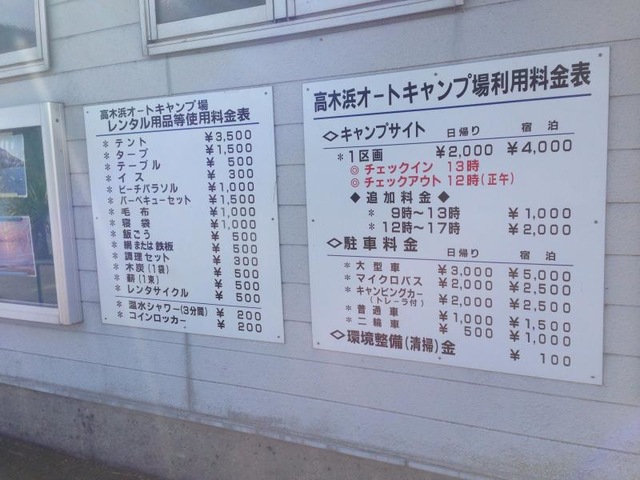 高木浜オートキャンプ場
レンタル用品等使用料金表
＊テント ￥3,500
＊タープ ￥1,500
＊テーブル ￥500
＊イス ￥300
＊ビーチパラソル ￥1,000
＊バーベキューセット ￥1,500
＊毛布 ￥1,000
＊寝袋 ￥1,000
＊飯ごう ￥500
＊網または鉄板 ￥500
＊調理セット ￥300
＊木炭(1袋) ￥500
＊薪(1束) ￥500
＊レンタサイクル ￥500
＊温水シャワー(3分間) ￥200
＊コインロッカー ￥200
高木浜オートキャンプ場利用料金表
◇キャンプサイト 日帰り 宿泊
＊1区画 ￥2,000 ￥4,000
◎チェックイン 13時
◎チェックアウト 12時(正午)
◆追加料金◆
＊9時～13時 ￥1,000
＊12時～17時 ￥2,000
◇駐車料金 日帰り 宿泊
＊大型車 ￥3,000 ￥5,000
＊マイクロバス ￥2,000 ￥2,500
＊キャンピングカー ￥2,000 ￥2,500
(トレーラ付)
＊普通車 ￥1,000 ￥1,500
＊二輪車 ￥500 ￥1,000
◇環境整備(清掃)金 ￥100